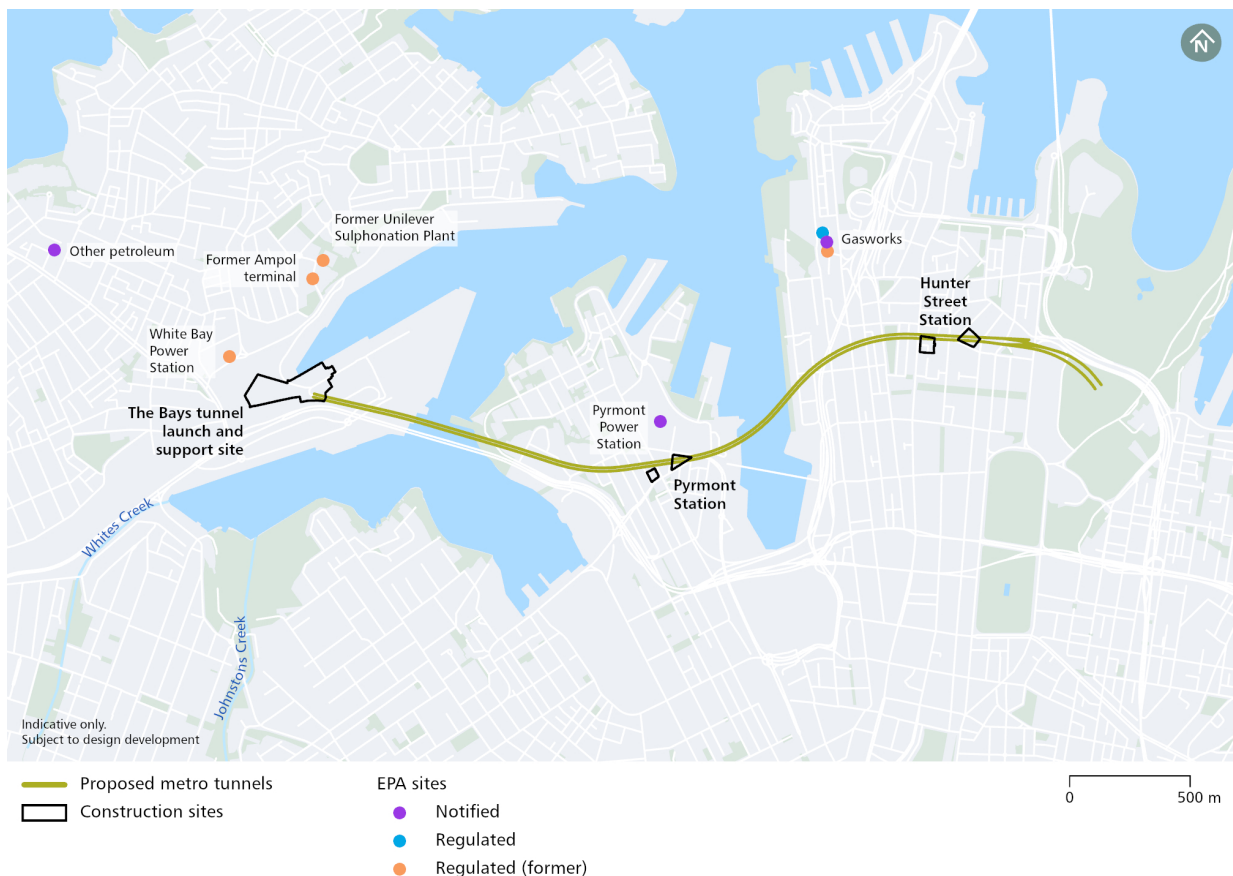 N
Former Unilever
Sulphonation Plant
Other petroleum
Former Ampol
terminal
Gasworks
Hunter
Street
Station
White Bay
Power
Station
The Bays tunnel
launch and
support site
Pyrmont
Power
Station
Pyrmont
Station
Whites Creek
Johnstons Creek
Indicative only.
Subject to design development
Proposed metro tunnels
Construction sites
EPA sites
Notified
Regulated
Regulated (former)
0 500 m